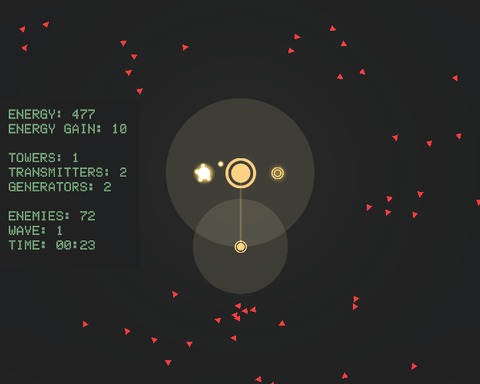 ENERGY: 477
ENERGY GAIN: 10
TOWERS: 1
TRANSMITTERS: 2
GENERATORS: 2
ENEMIES: 72
WAVE: 1
TIME: 00:23